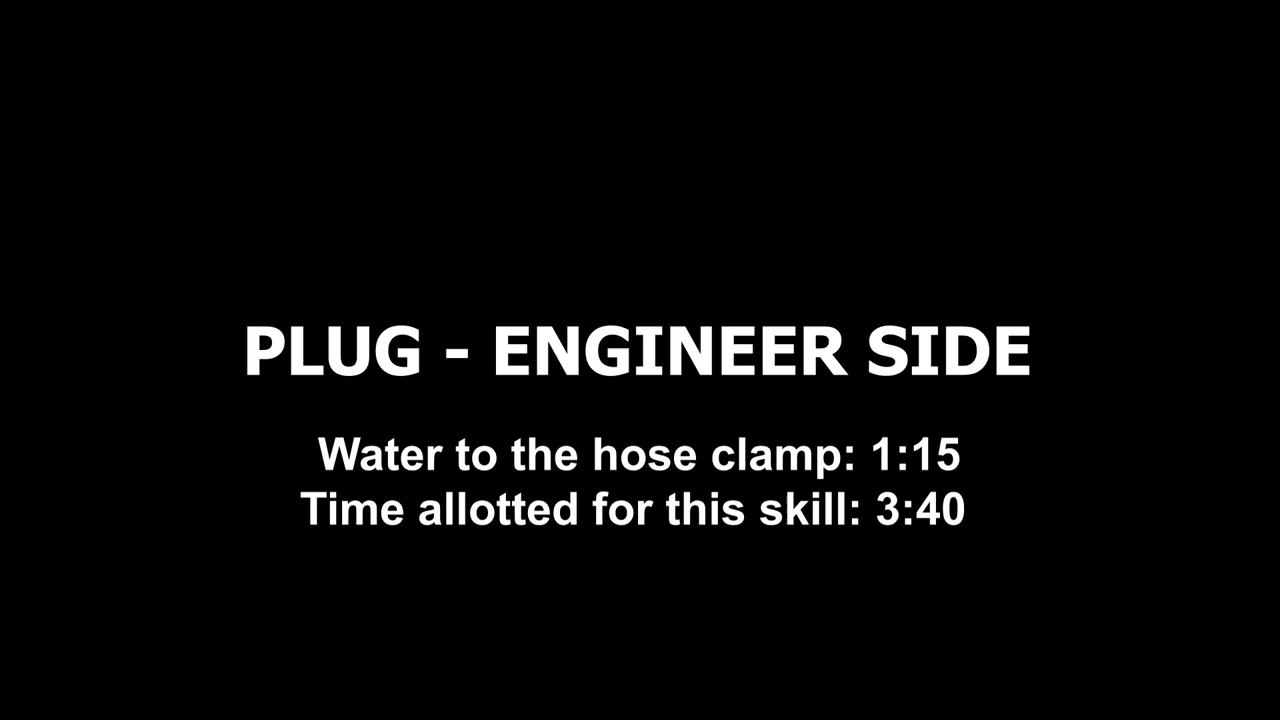 PLUG - ENGINEER SIDE
Water to the hose clamp: 1:15
Time allotted for this skill: 3:40